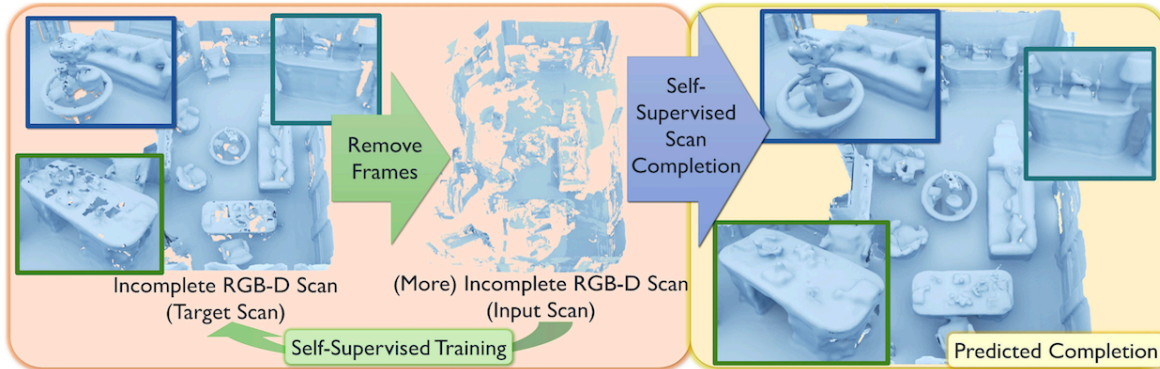 Remove
Frames
Self-
Supervised
Scan
Completion
Incomplete RGB-D Scan
(Target Scan)
(More) Incomplete RGB-D Scan
(Input Scan)
Self-Supervised Training
Predicted Completion